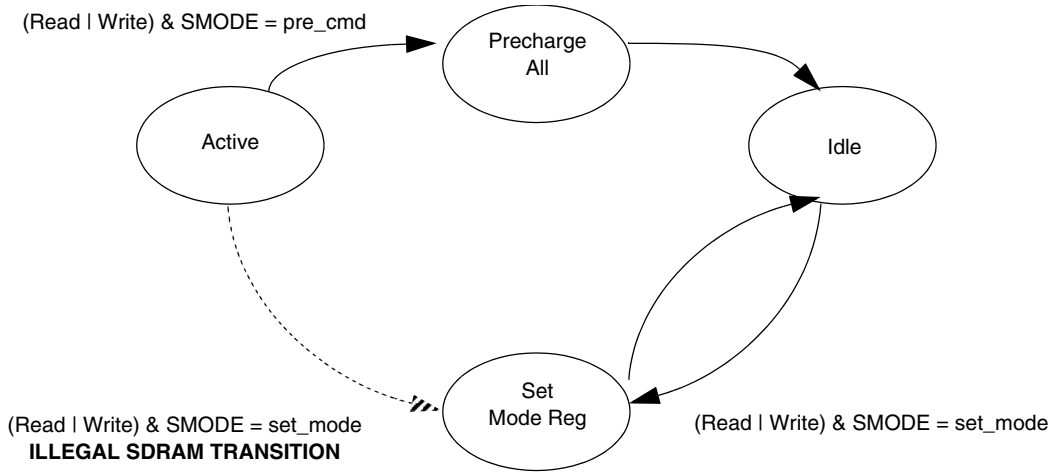 (Read | Write) & SMODE = pre_cmd
Precharge
All
Active
Idle
Set
Mode Reg
(Read | Write) & SMODE = set_mode
ILLEGAL SDRAM TRANSITION
(Read | Write) & SMODE = set_mode